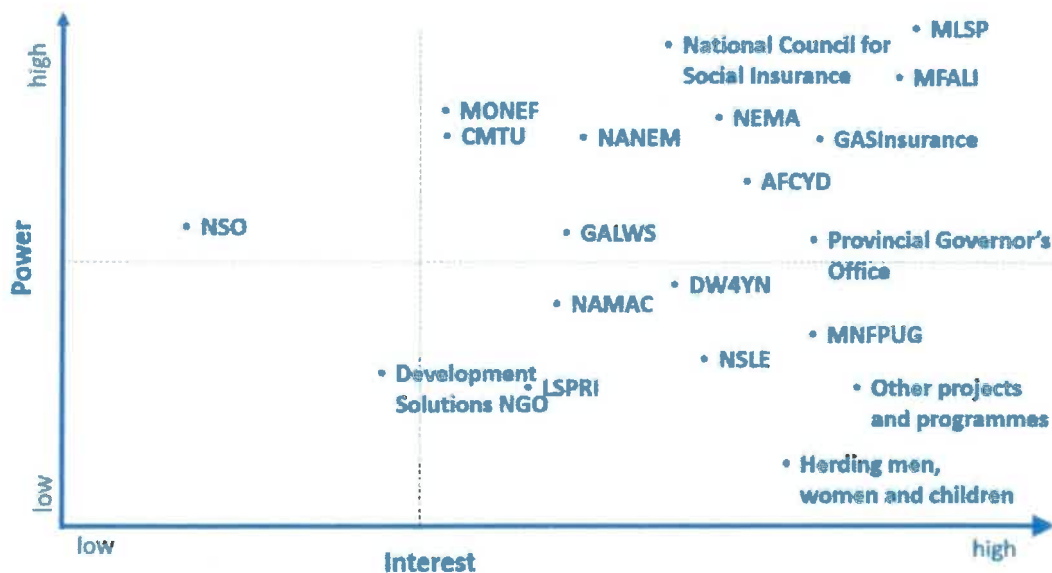 high
MLSP
National Council for
Social Insurance
MFALI
MONEF
CMTU
NEMA
NANEM
GASInsurance
AFCYD
NSO
GALWS
Provincial Governor's
Office
Power
DW4YN
NAMAC
MNFPUG
NSLE
Development
Solutions NGO
LSPRI
Other projects
and programmes
Herding men,
women and children
low
low
Interest
high